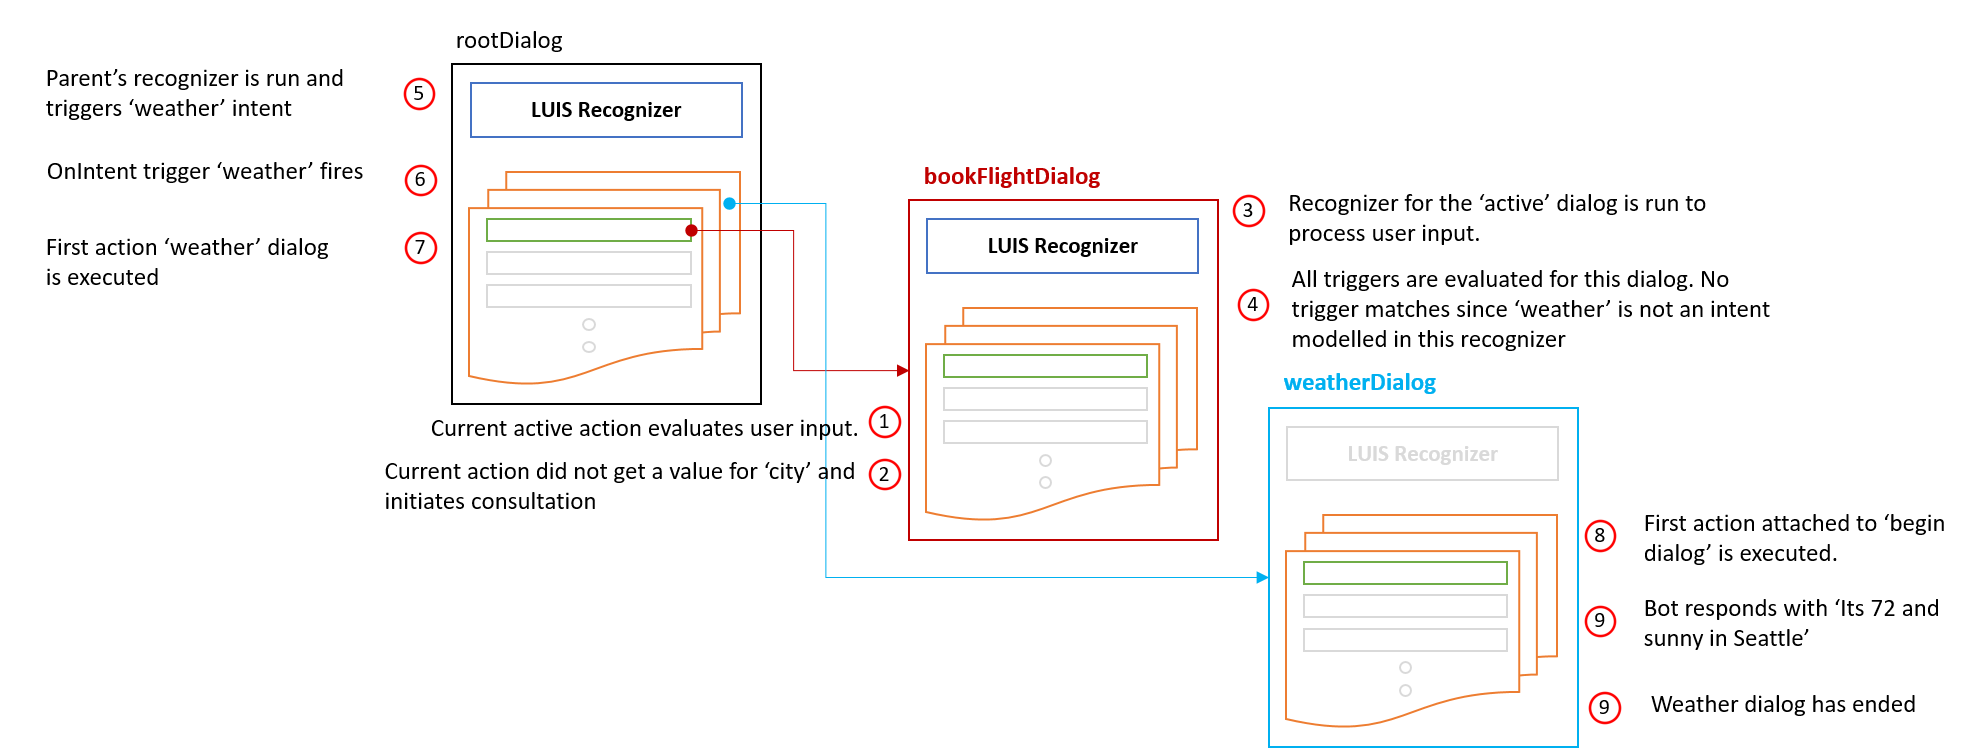 rootDialog
Parent’s recognizer is run and
triggers ‘weather’ intent
5
LUIS Recognizer
OnIntent trigger ‘weather’ fires
6
First action ‘weather’ dialog
is executed
7
bookFlightDialog
LUIS Recognizer
3
Recognizer for the ‘active’ dialog is run to
process user input.
4
All triggers are evaluated for this dialog. No
trigger matches since ‘weather’ is not an intent
modelled in this recognizer
Current active action evaluates user input.
1
Current action did not get a value for ‘city’ and
initiates consultation
2
weatherDialog
LUIS Recognizer
8
First action attached to ‘begin
dialog’ is executed.
9
Bot responds with ‘Its 72 and
sunny in Seattle’
9
Weather dialog has ended